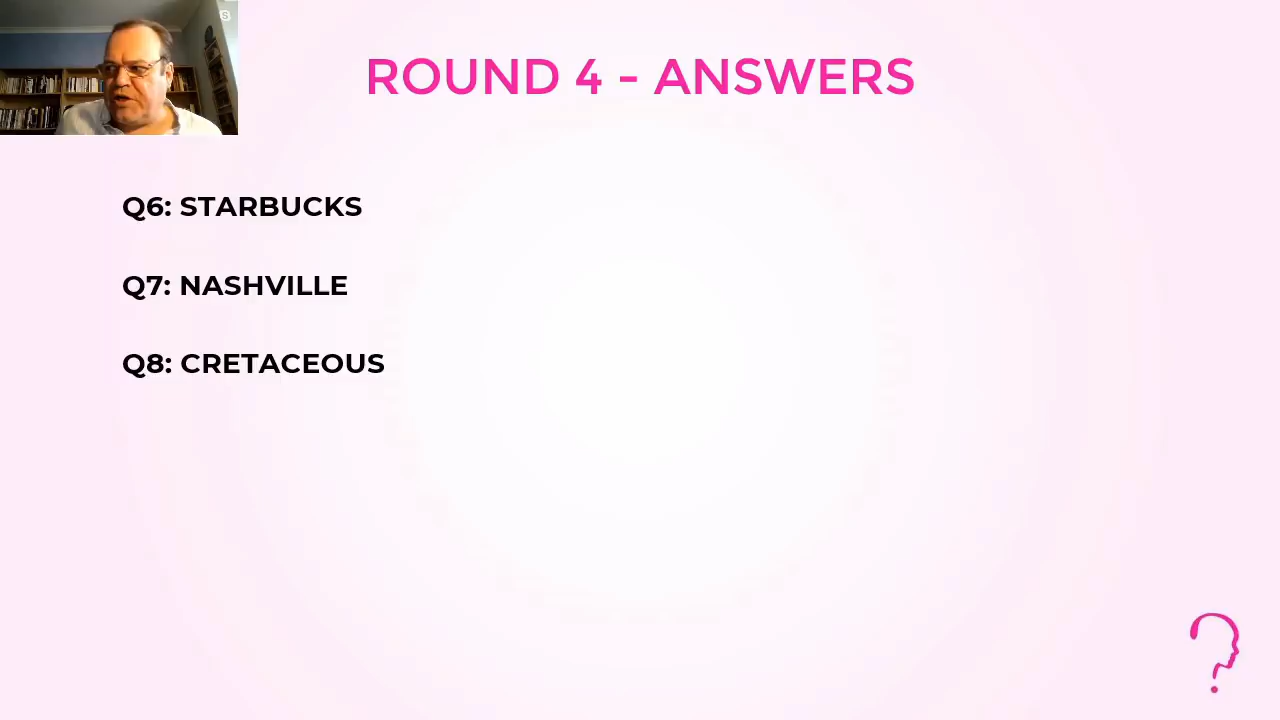 ROUND 4 - ANSWERS
Q6: STARBUCKS
Q7: NASHVILLE
Q8: CRETACEOUS